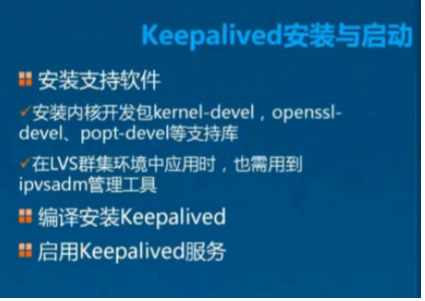 Keepalived安装与启动
安装支持软件
✓安装内核开发包kernel-devel，openssl-
devel、popt-devel等支持库
✓在LVS群集环境中应用时，也需用到
ipvsadm管理工具
编译安装Keepalived
启用Keepalived服务